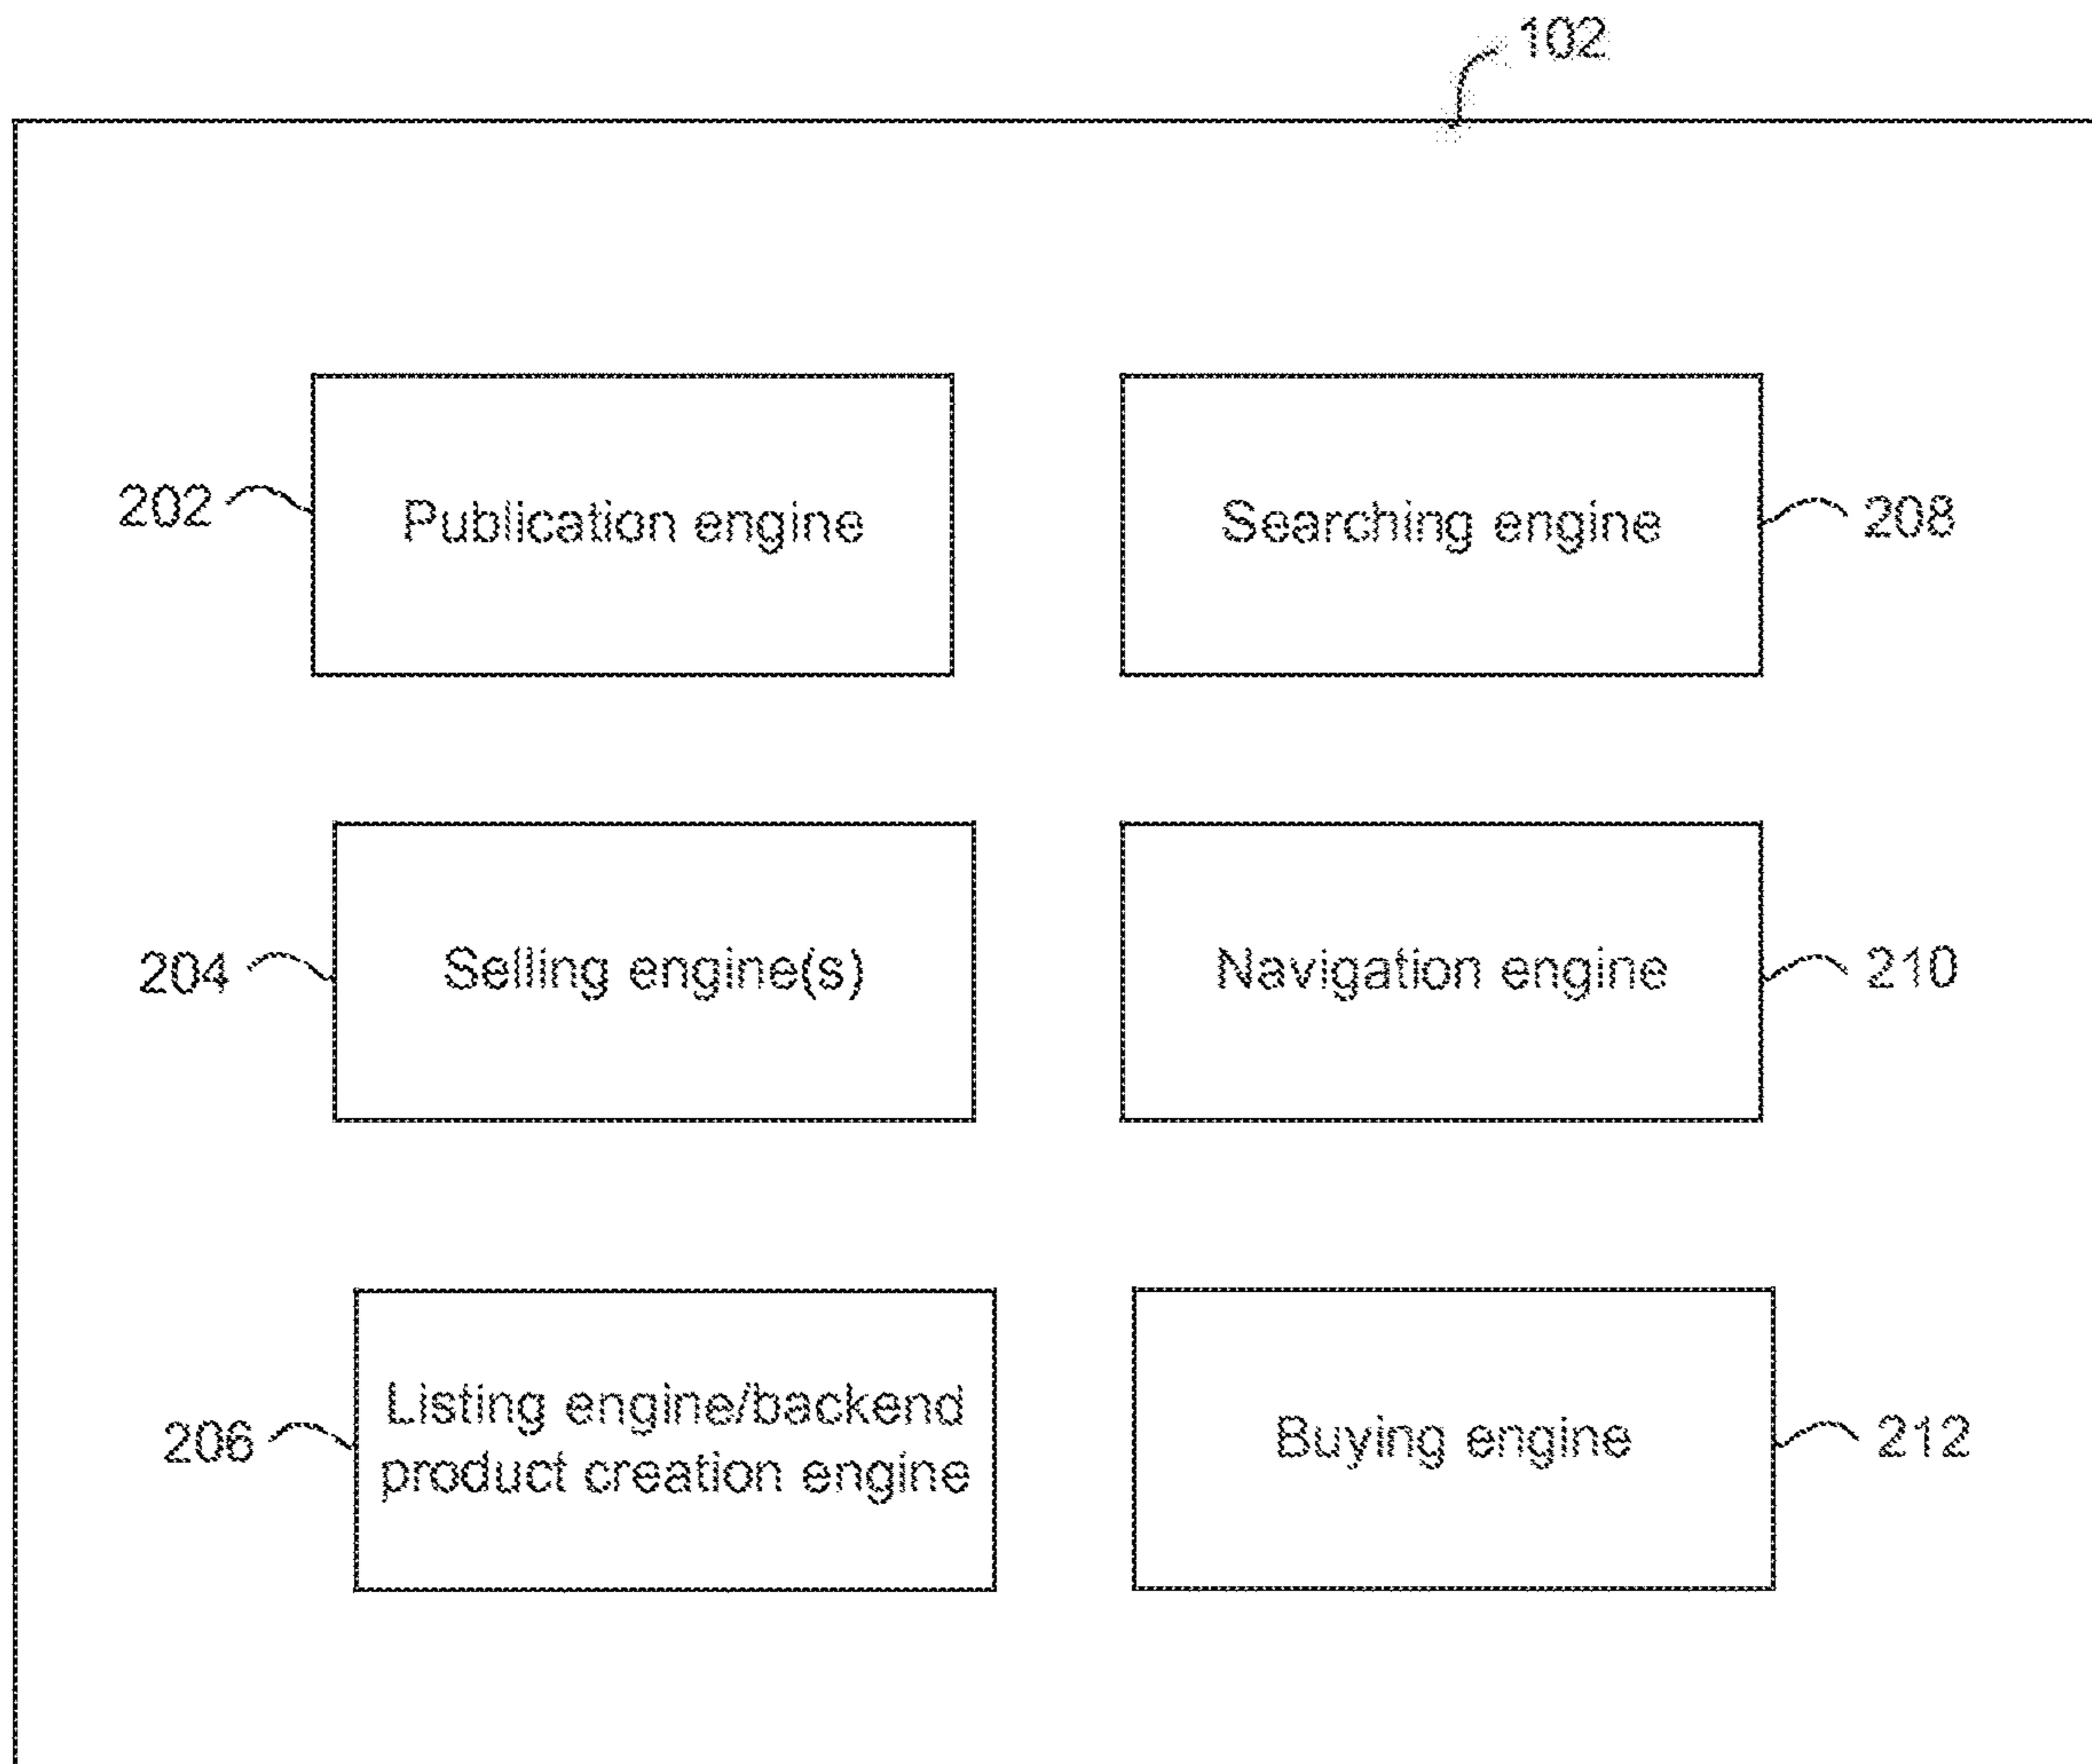 102
202
Publication engine
Searching engine
208
204
Selling engine(s)
Navigation engine
210
206
Listing engine/backend
product creation engine
Buying engine
212